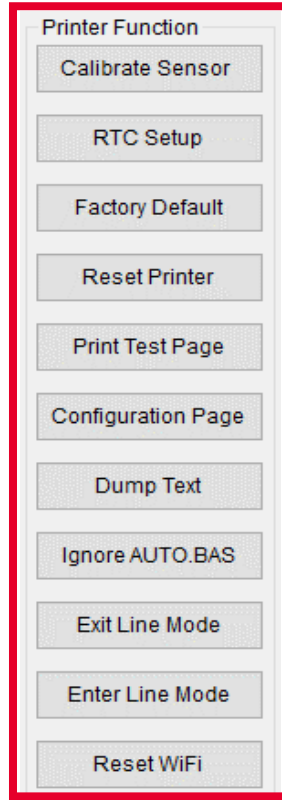 Printer Function
Calibrate Sensor
RTC Setup
Factory Default
Reset Printer
Print Test Page
Configuration Page
Dump Text
Ignore AUTO.BAS
Exit Line Mode
Enter Line Mode
Reset WiFi